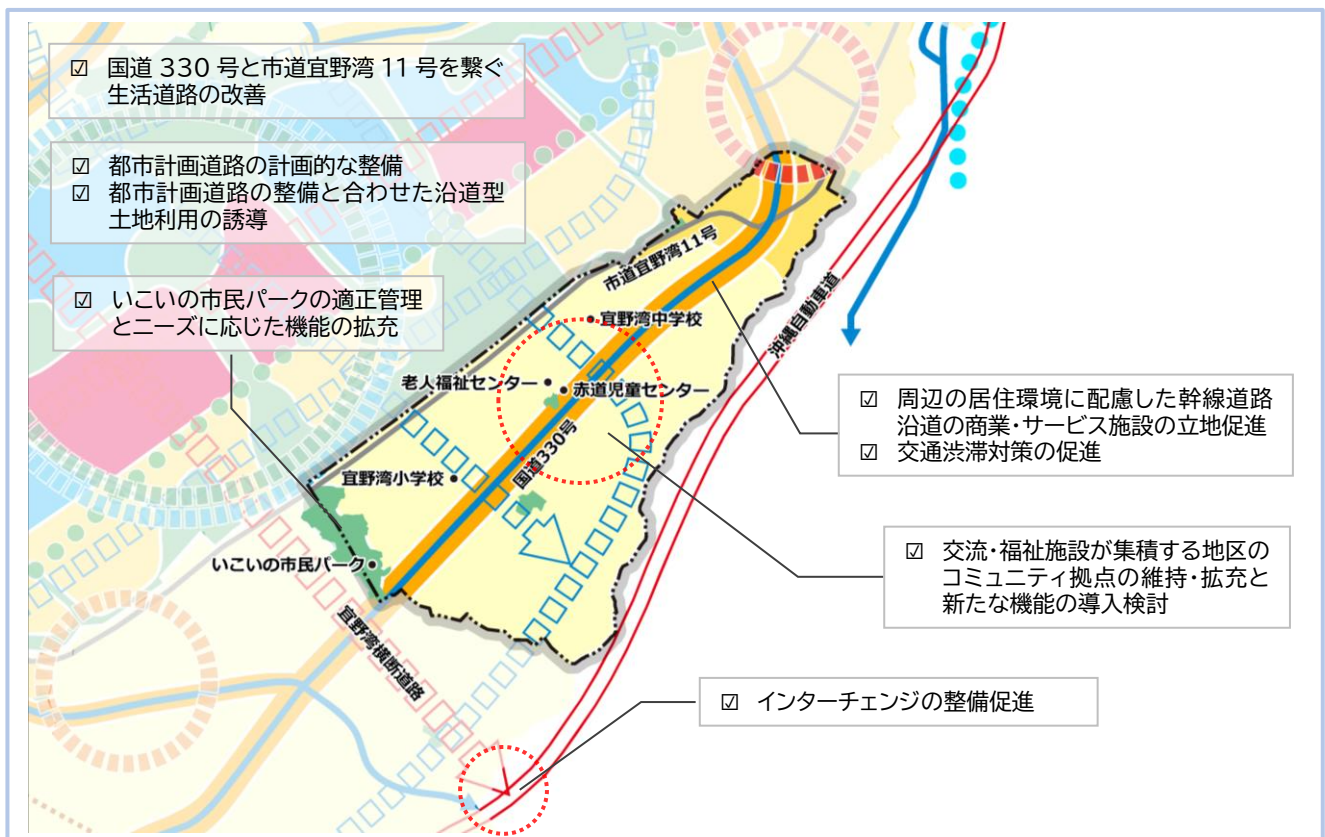 ☑ 国道 330 号と市道宜野湾 11 号を繋ぐ
生活道路の改善
☑ 都市計画道路の計画的な整備
☑ 都市計画道路の整備と合わせた沿道型
土地利用の誘導
☑ いこいの市民パークの適正管理
とニーズに応じた機能の拡充
市道宜野湾11号
宜野湾中学校
沖縄自動車道
老人福祉センター
赤道児童センター
☑ 周辺の居住環境に配慮した幹線道路
沿道の商業・サービス施設の立地促進
☑ 交通渋滞対策の促進
国道330号
宜野湾小学校
いこいの市民パーク
☑ 交流・福祉施設が集積する地区の
コミュニティ拠点の維持・拡充と
新たな機能の導入検討
宜野湾横断道路
☑ インターチェンジの整備促進